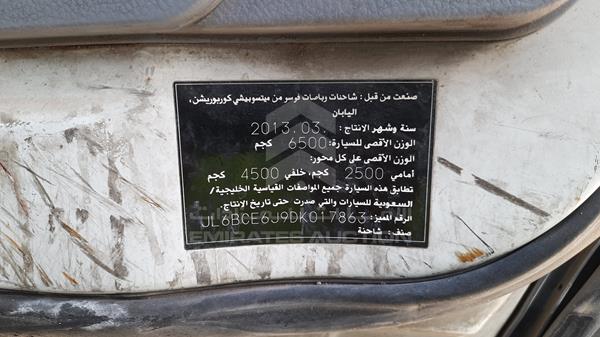 صنعت من قبل : شاحنات وباصات فوسو من ميتسوبيشي كوربوريشن،
اليابان
سنة وشهر الانتاج : 2013.03.
الوزن الأقصى للسيارة: 6500 كجم
الوزن الأقصى على كل محور:
أمامي 2500 كجم، خلفي 4500 كجم
تطابق هذه السيارة جميع المواصفات القياسية الخليجية/
السعودية للسيارات والتي صدرت حتى تاريخ الإنتاج.
الرقم المميز: JL6BCE6J9DK017863
صنف : شاحنة
EMIRATES AUCTION